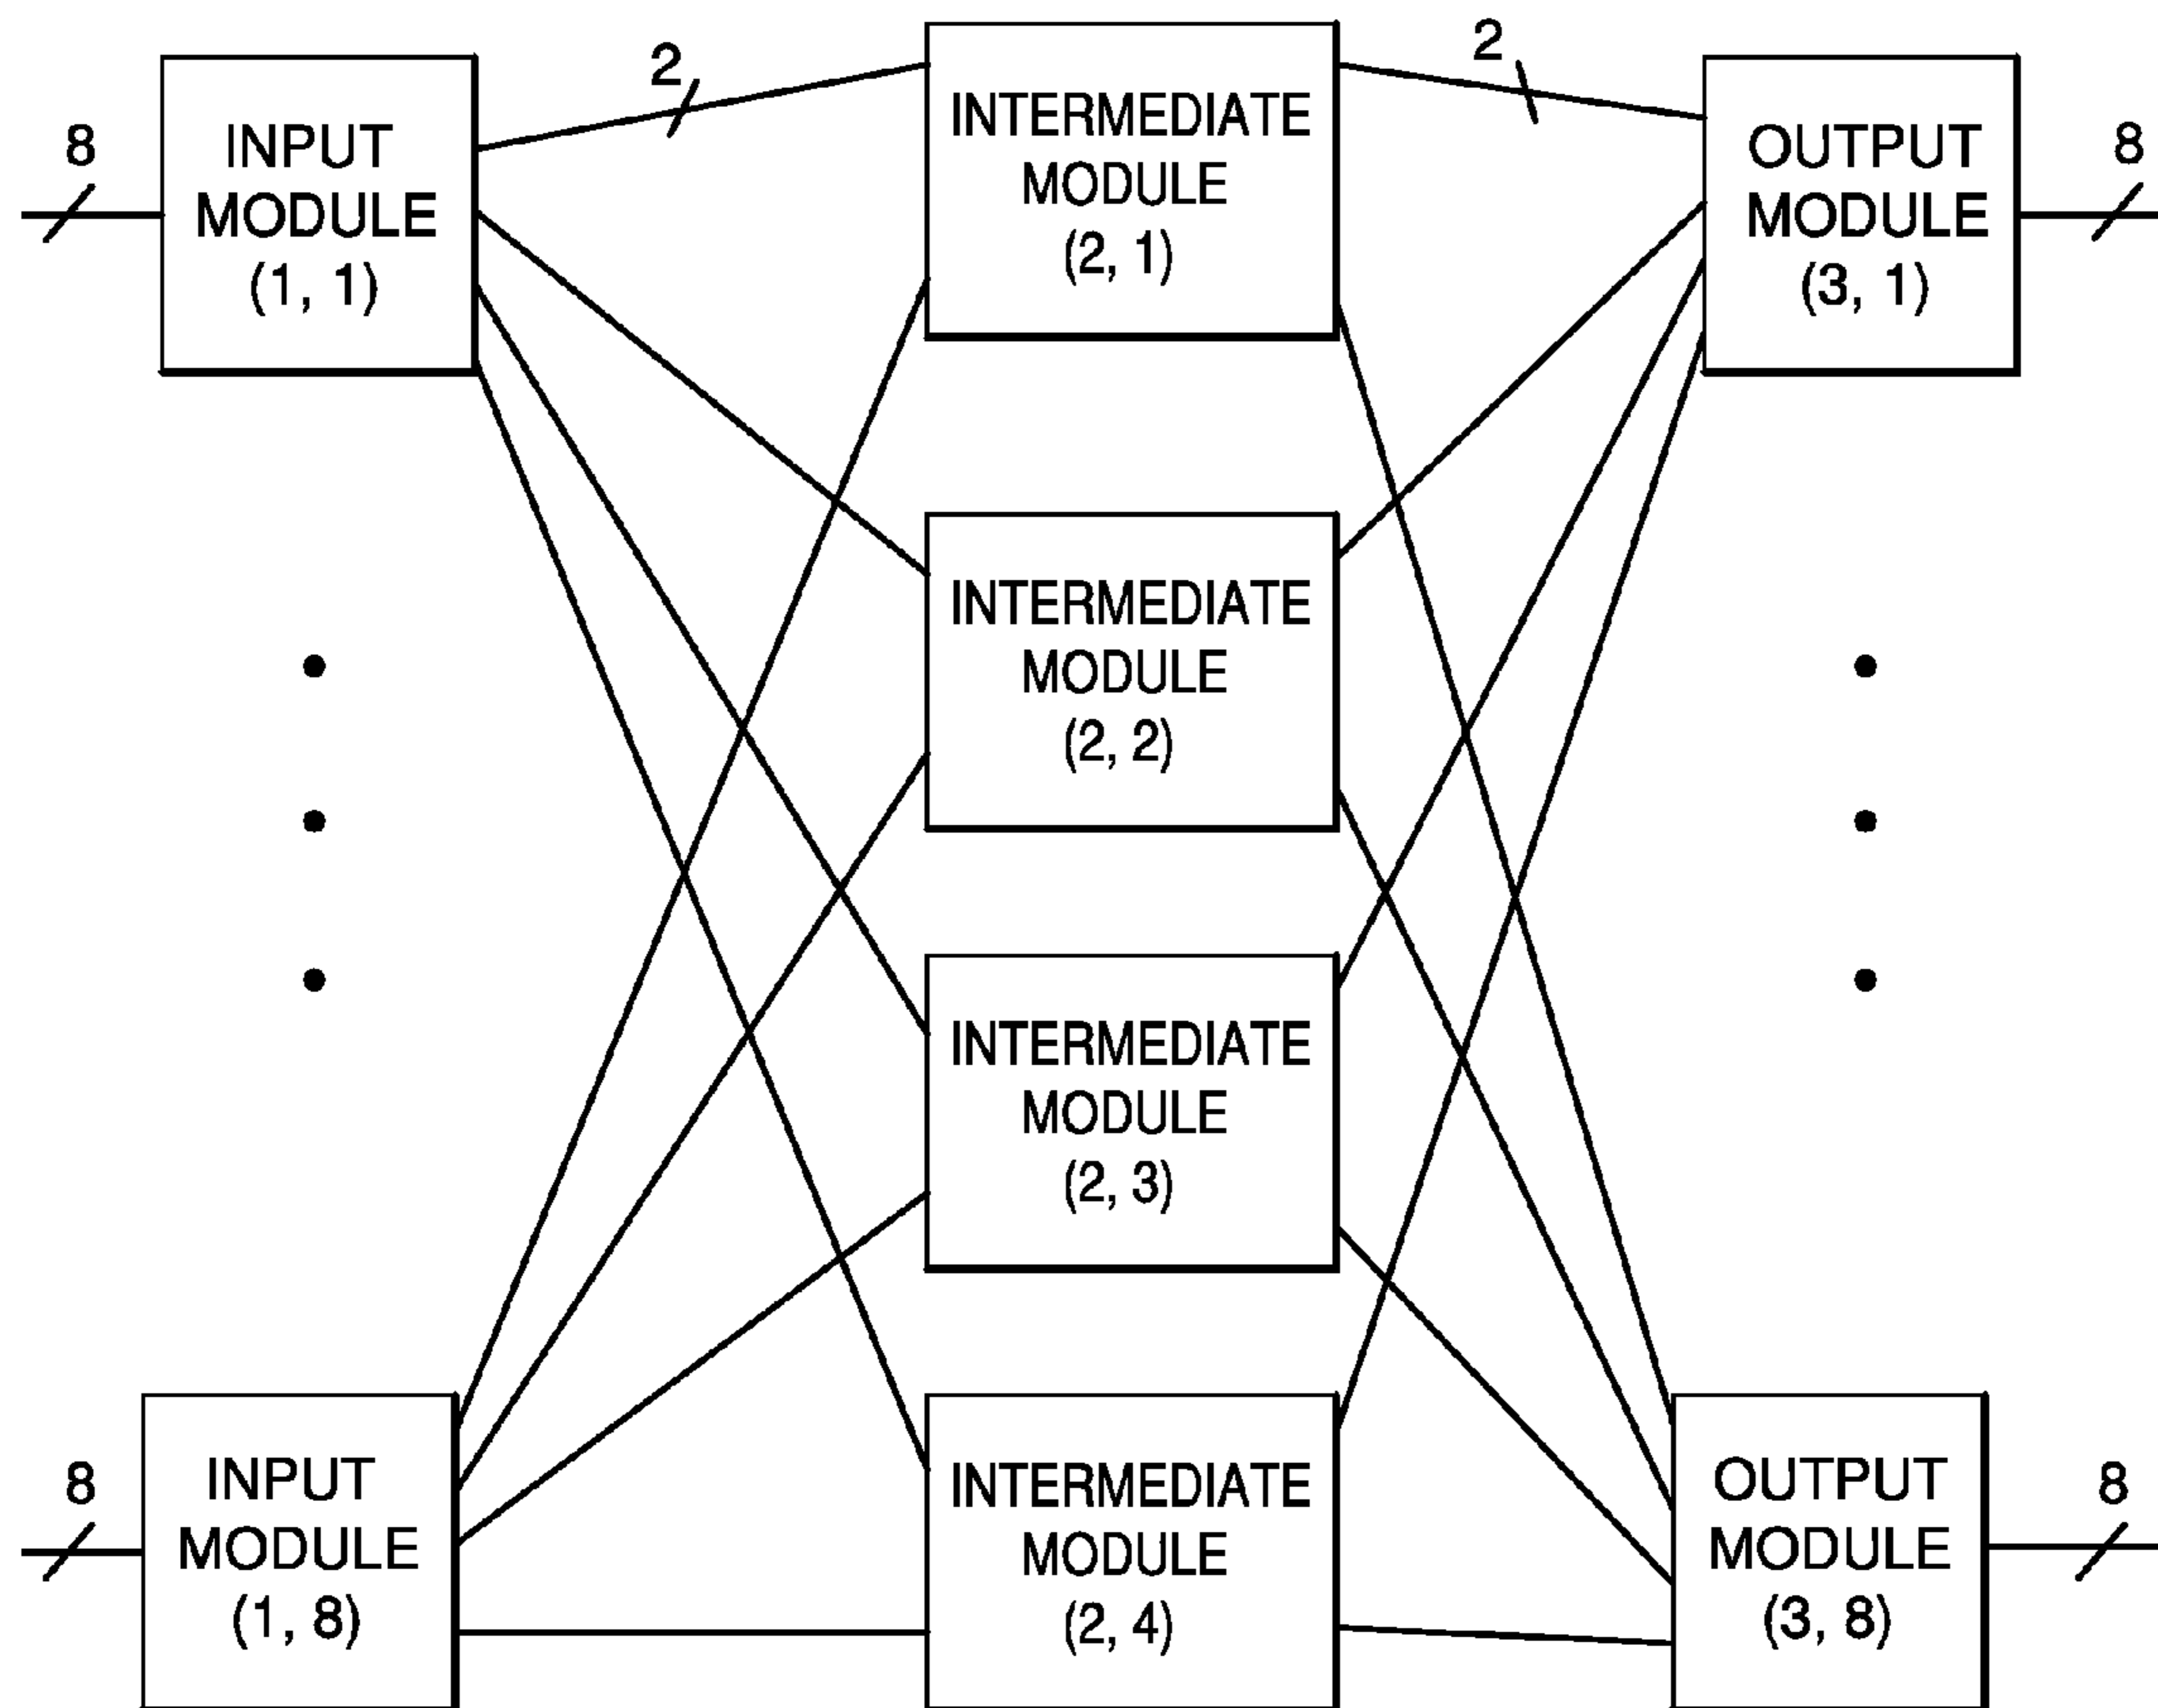 8
INPUT
MODULE
(1, 1)
2
INTERMEDIATE
MODULE
(2, 1)
2
OUTPUT
MODULE
(3, 1)
8
INTERMEDIATE
MODULE
(2, 2)
INTERMEDIATE
MODULE
(2, 3)
8
INPUT
MODULE
(1, 8)
INTERMEDIATE
MODULE
(2, 4)
OUTPUT
MODULE
(3, 8)
8